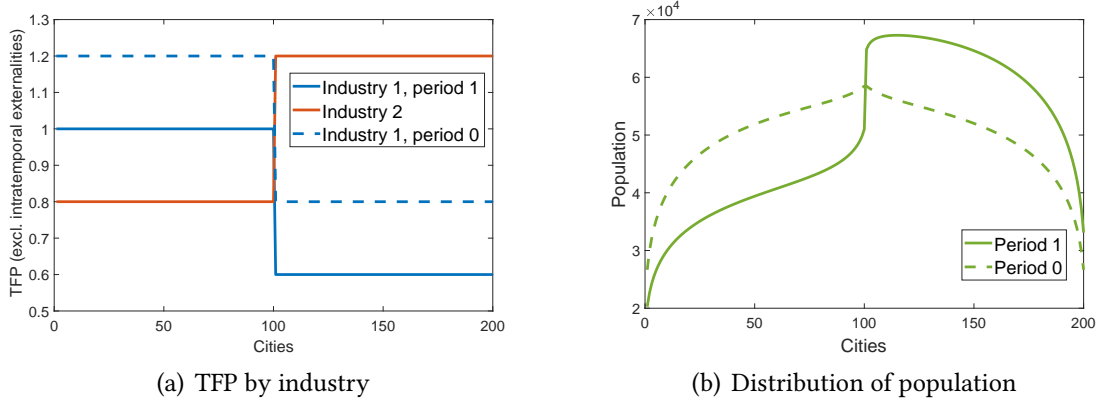 1.3
1.2
1.1
1
0.9
0.8
0.7
0.6
0.5
0
50
100
150
200
TFP (excl. intratemporal externalities)
Cities
Industry 1, period 1
Industry 2
Industry 1, period 0
(a) TFP by industry
7 ×10⁴
6
5
4
3
2
0
50
100
150
200
Population
Cities
Period 1
Period 0
(b) Distribution of population